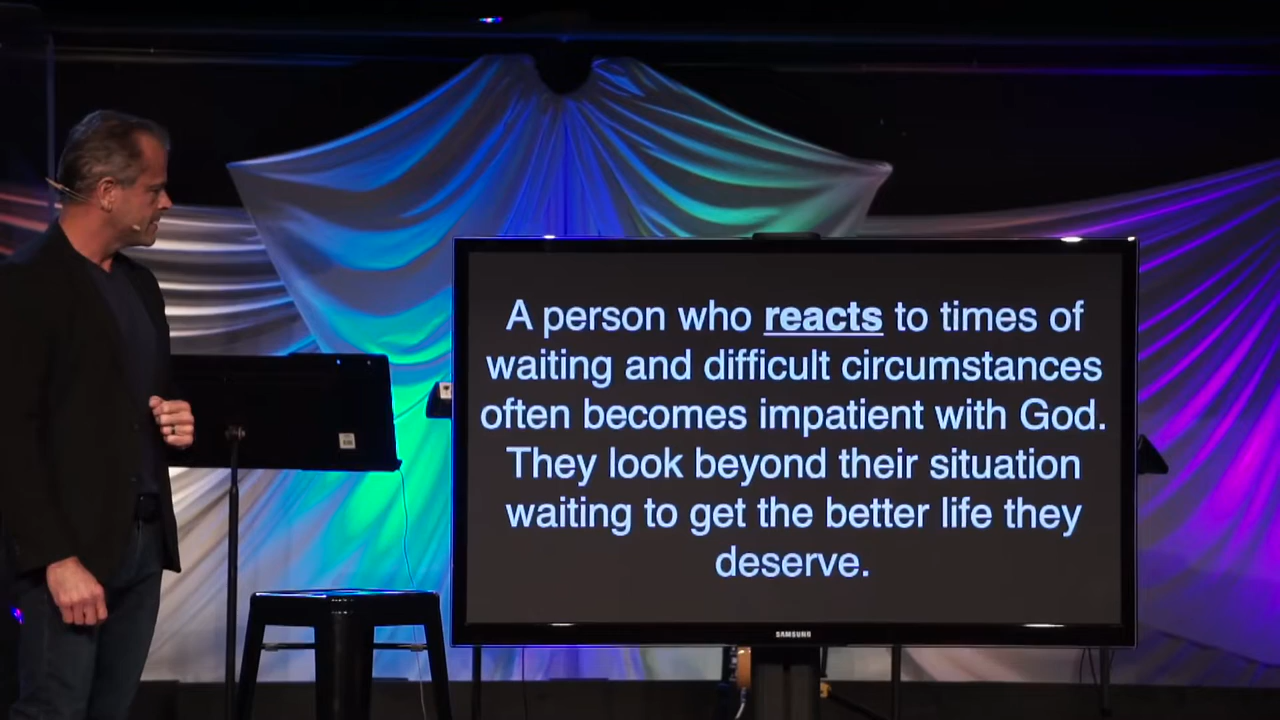 A person who reacts to times of
waiting and difficult circumstances
often becomes impatient with God.
They look beyond their situation
waiting to get the better life they
deserve.
SAMSUNG